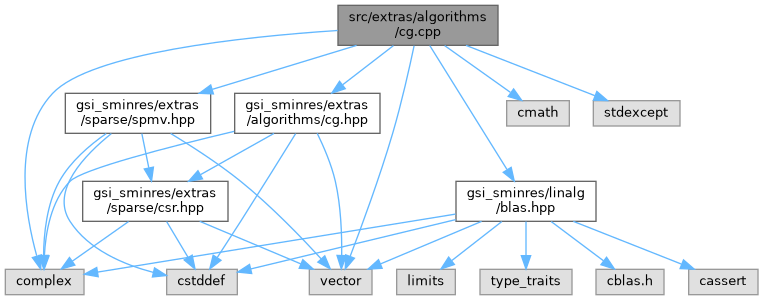 src/extras/algorithms
/cg.cpp
gsi_sminres/extras
/sparse/spmv.hpp
gsi_sminres/extras
/algorithms/cg.hpp
cmath
stdexcept
gsi_sminres/extras
/sparse/csr.hpp
gsi_sminres/linalg
/blas.hpp
complex
cstddef
vector
limits
type_traits
cblas.h
cassert